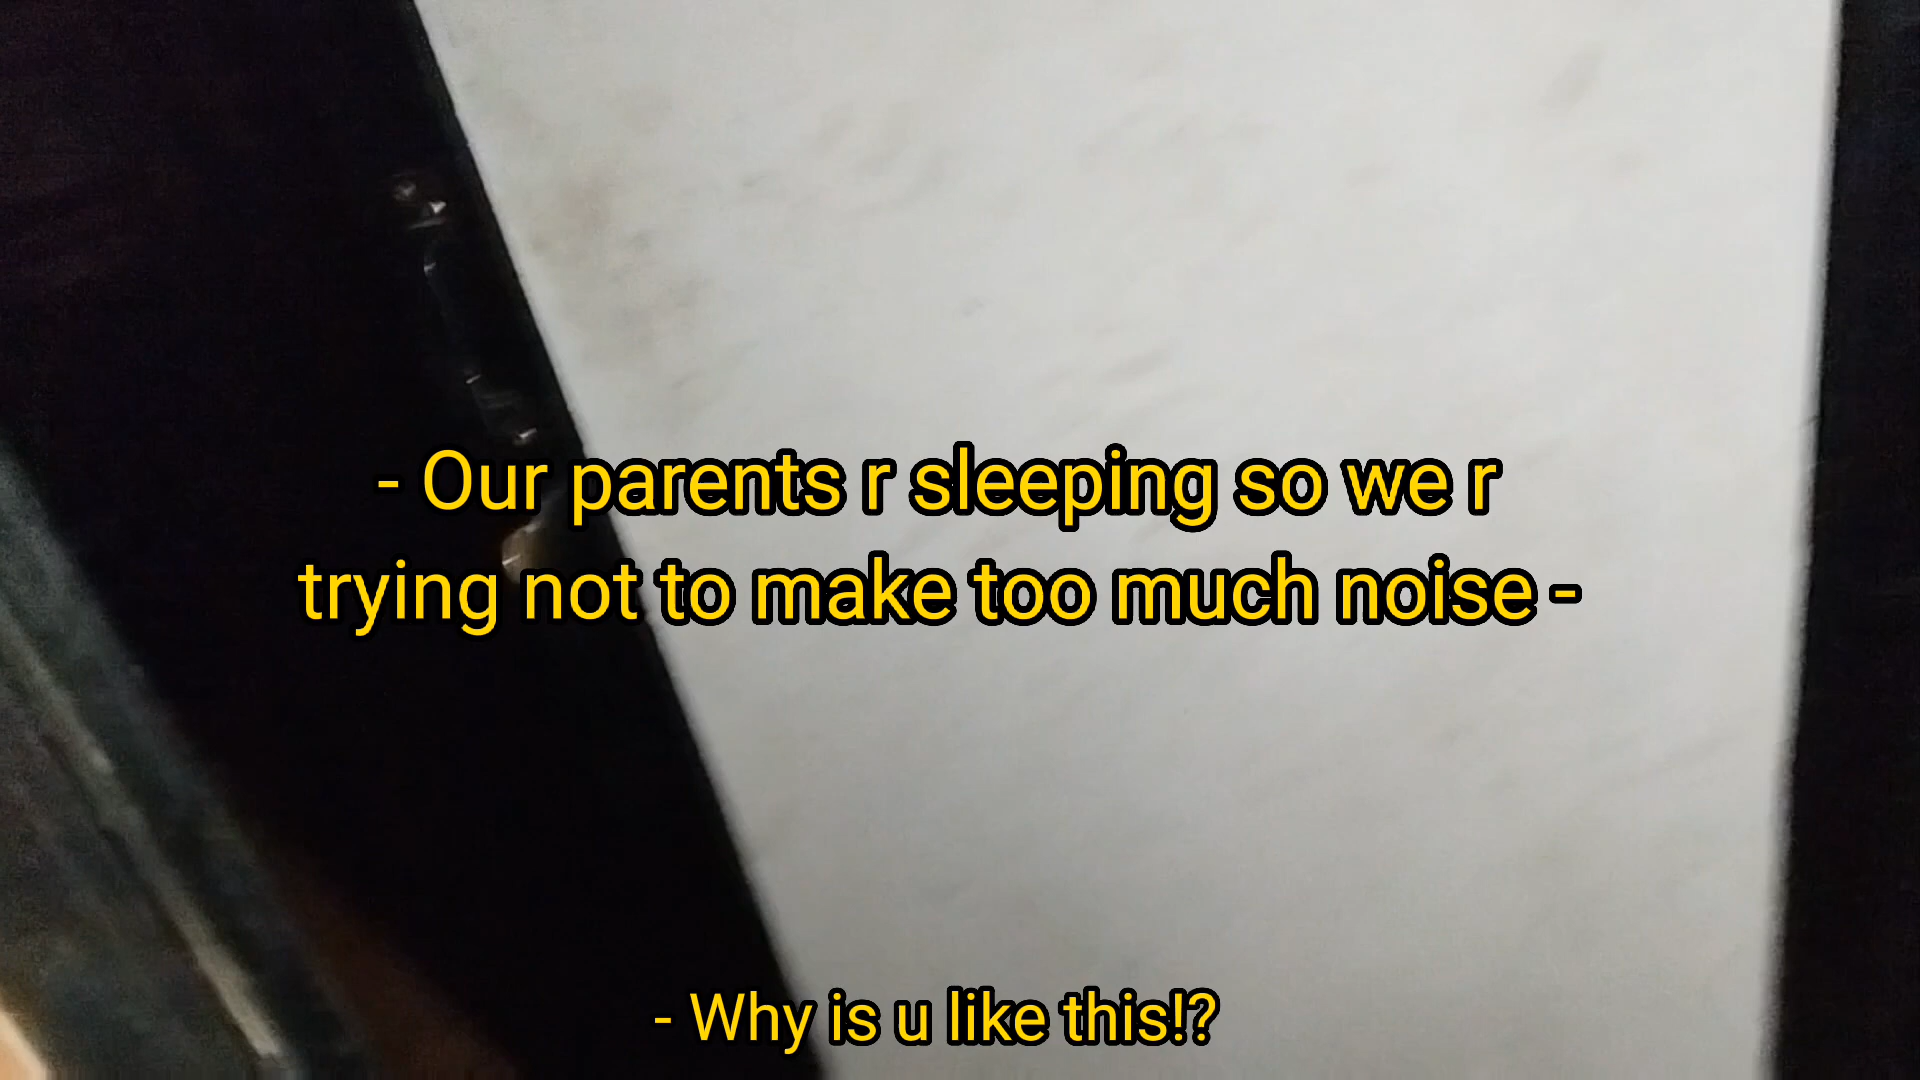 - Our parents r sleeping so we r
trying not to make too much noise -
- Why is u like this!?